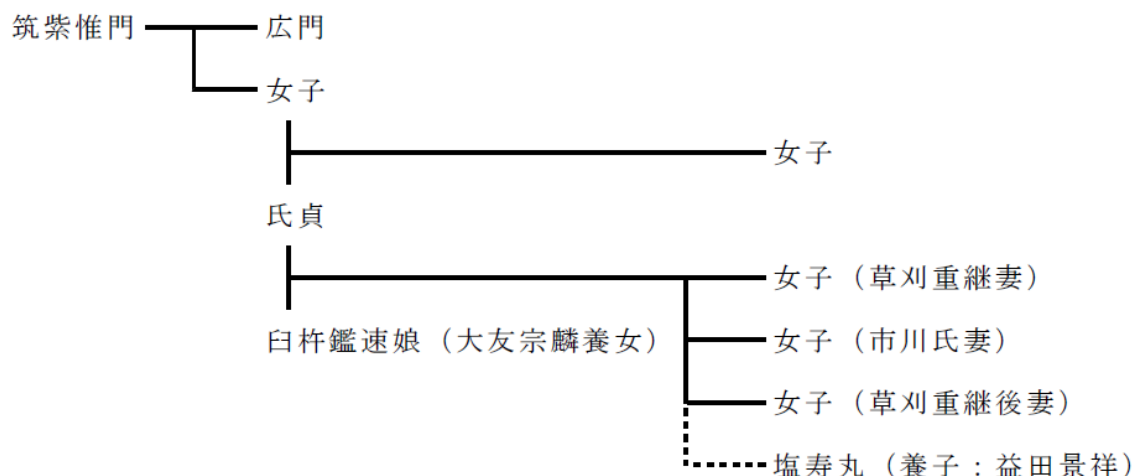 筑紫惟門 広門
女子
女子
氏貞
女子（草刈重継妻）
臼杵鑑速娘（大友宗麟養女） 女子（市川氏妻）
女子（草刈重継後妻）
塩寿丸（養子：益田景祥）